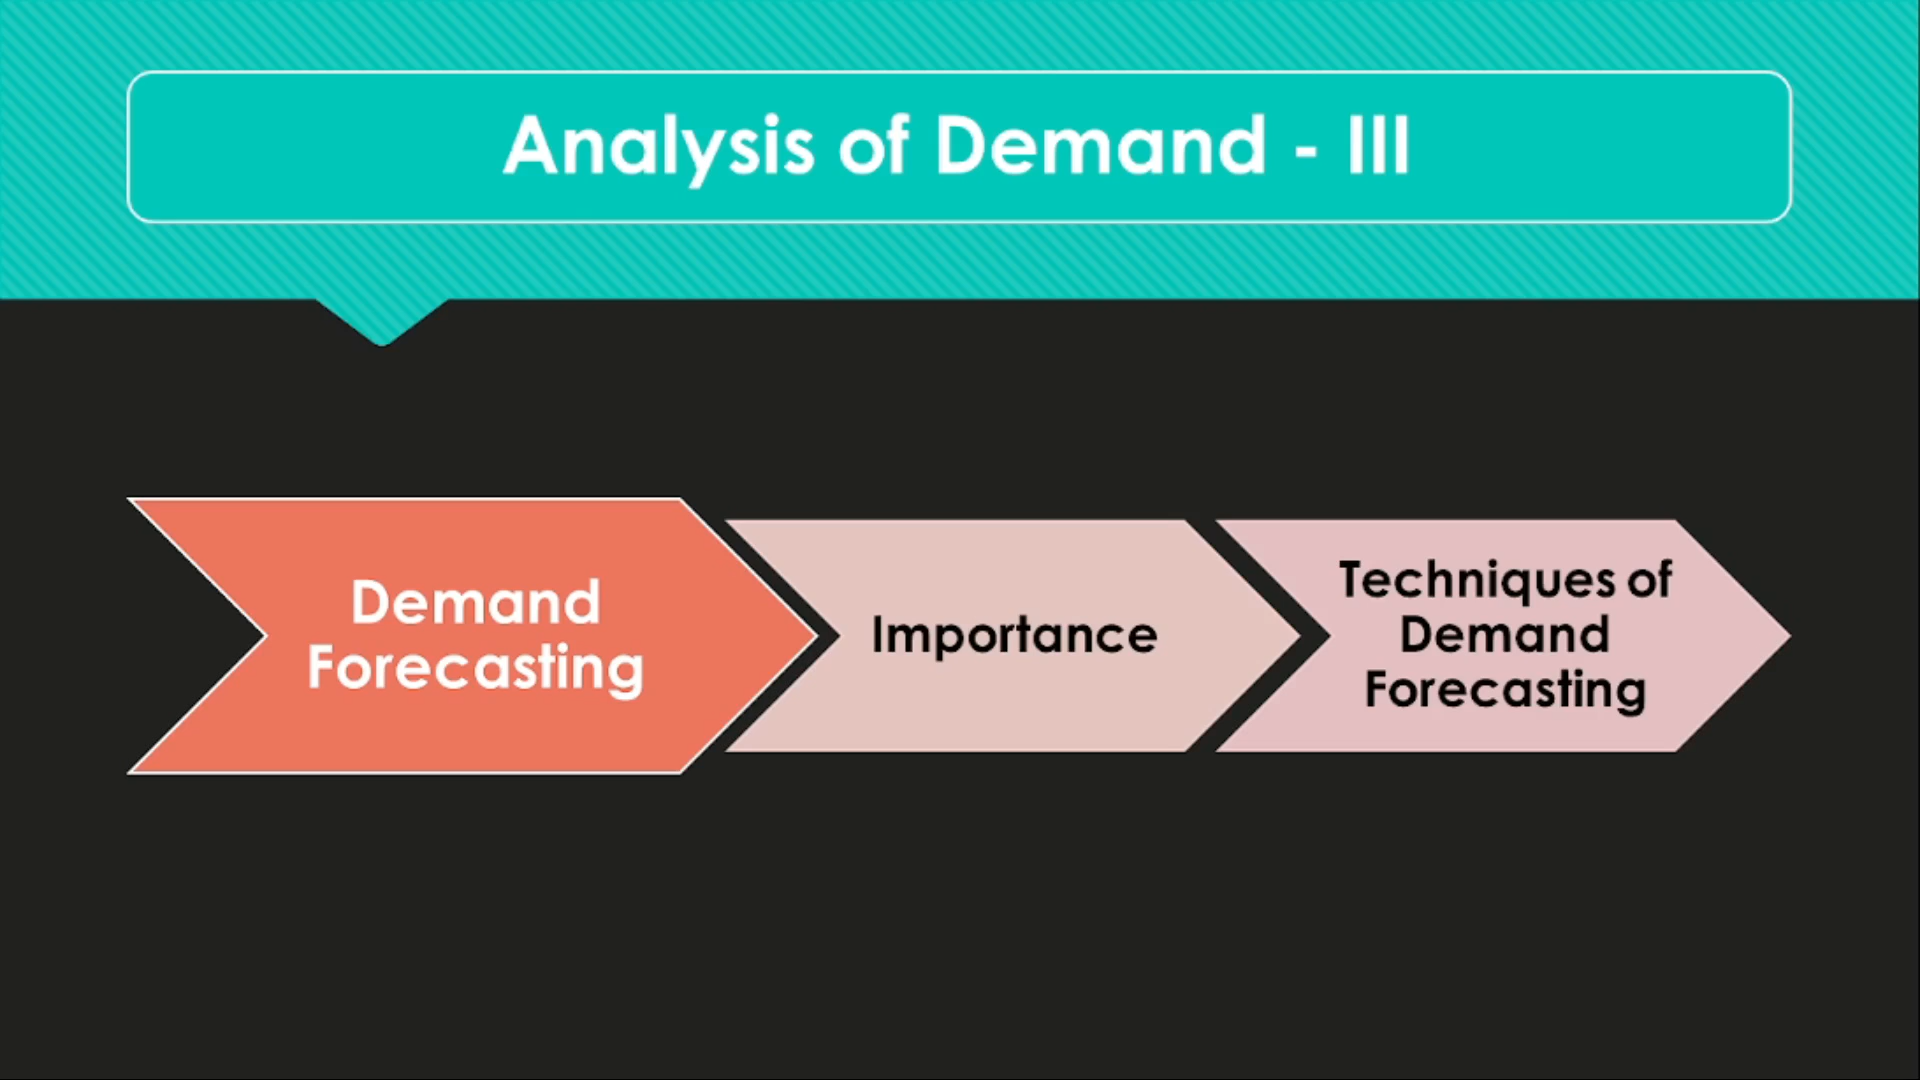 Analysis of Demand - III
Demand
Forecasting
Importance
Techniques of
Demand
Forecasting